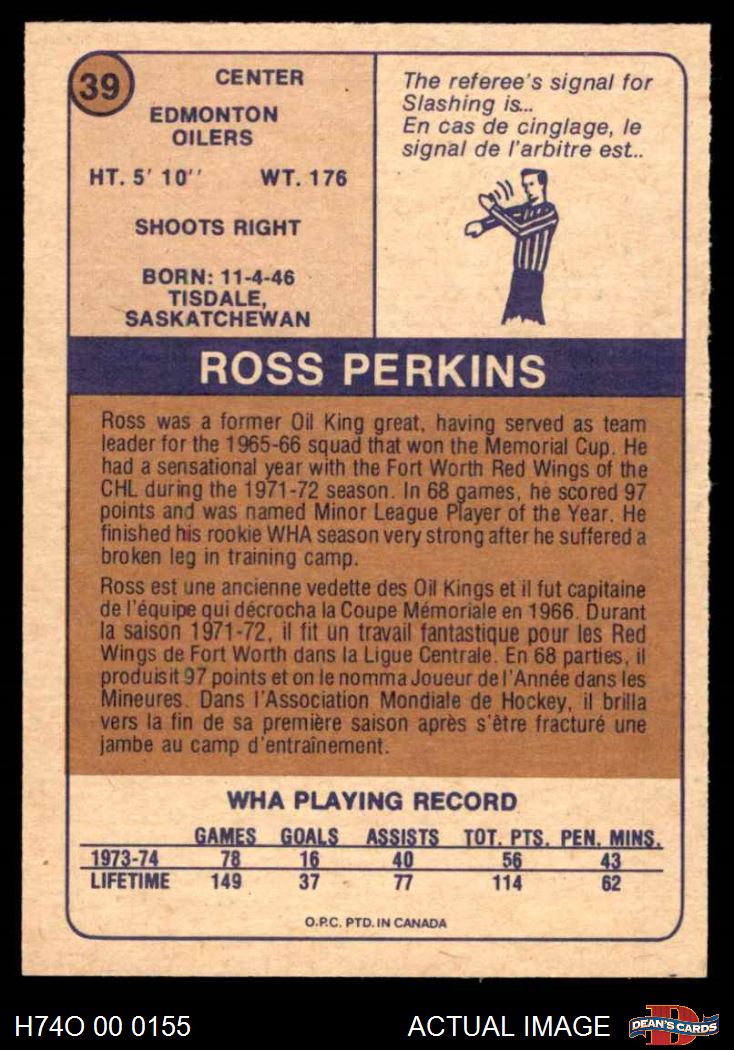 39
CENTER
EDMONTON
OILERS
HT. 5' 10'' WT. 176
SHOOTS RIGHT
BORN: 11-4-46
TISDALE,
SASKATCHEWAN
The referee's signal for
Slashing is...
En cas de cinglage, le
signal de l'arbitre est...
ROSS PERKINS
Ross was a former Oil King great, having served as team
leader for the 1965-66 squad that won the Memorial Cup. He
had a sensational year with the Fort Worth Red Wings of the
CHL during the 1971-72 season. In 68 games, he scored 97
points and was named Minor League Player of the Year. He
finished his rookie WHA season very strong after he suffered a
broken leg in training camp.
Ross est une ancienne vedette des Oil Kings et il fut capitaine
de l'équipe qui décrocha la Coupe Mémoriale en 1966. Durant
la saison 1971-72, il fit un travail fantastique pour les Red
Wings de Fort Worth dans la Ligue Centrale. En 68 parties, il
produisit 97 points et on le nomma Joueur de l'Année dans les
Mineures. Dans l'Association Mondiale de Hockey, il brilla
vers la fin de sa première saison après s'être fracturé une
jambe au camp d'entraînement.
WHA PLAYING RECORD
GAMES GOALS ASSISTS TOT. PTS. PEN. MINS.
1973-74 78 16 40 56 43
LIFETIME 149 37 77 114 62
O.P.C. PTD. IN CANADA
H74O 00 0155 ACTUAL IMAGE D DEAN'S CARDS